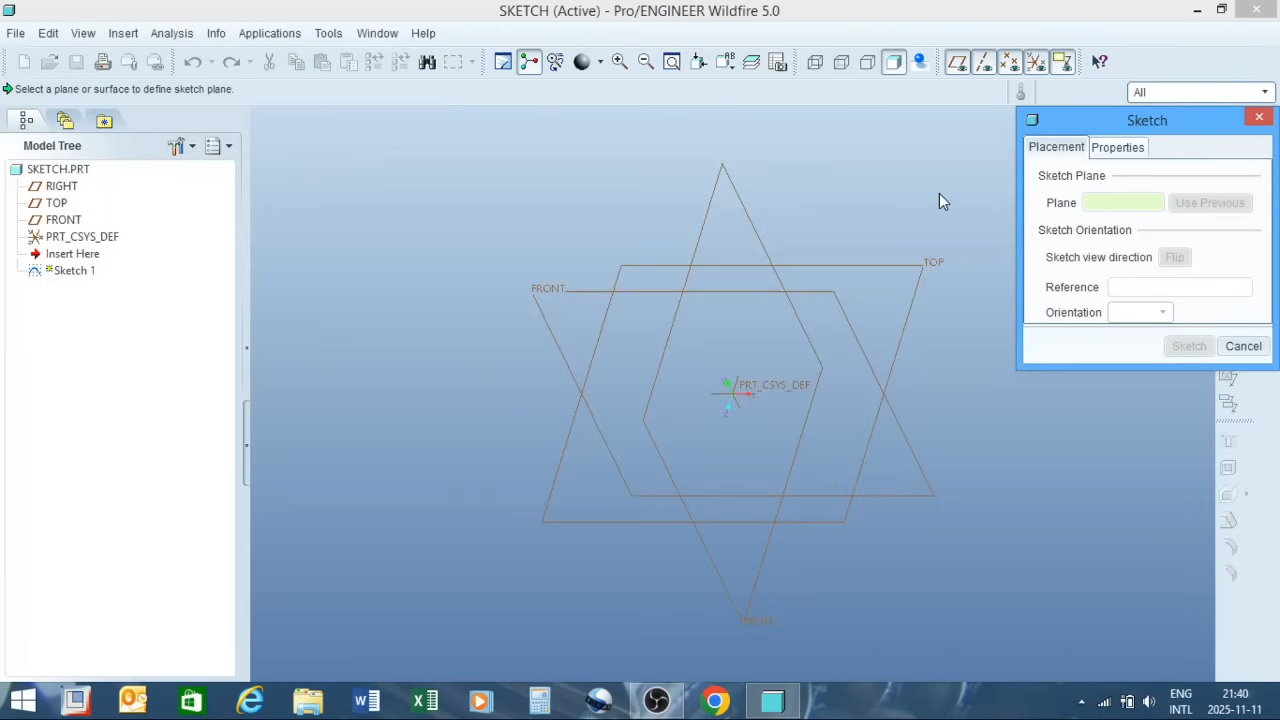 SKETCH (Active) - Pro/ENGINEER Wildfire 5.0
File Edit View Insert Analysis Info Applications Tools Window Help
Select a plane or surface to define sketch plane.
All
Model Tree
SKETCH.PRT
RIGHT
TOP
FRONT
PRT_CSYS_DEF
Insert Here
Sketch 1
TOP
FRONT
PRT_CSYS_DEF
RIGHT
Sketch
Placement Properties
Sketch Plane
Plane Use Previous
Sketch Orientation
Sketch view direction Flip
Reference
Orientation
Sketch Cancel
ENG 21:40
INTL 2025-11-11